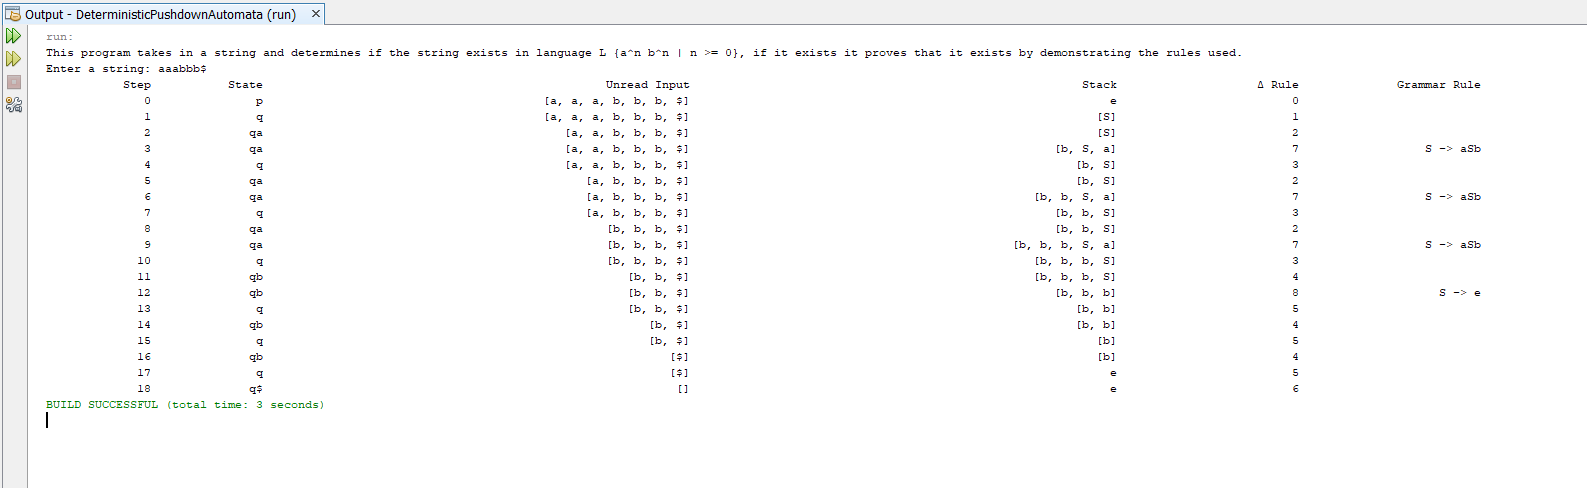 Output - DeterministicPushdownAutomata (run) ×
run:
This program takes in a string and determines if the string exists in language L {a^n b^n | n >= 0}, if it exists it proves that it exists by demonstrating the rules used.
Enter a string: aaabbb$
Step State Unread Input Stack Δ Rule Grammar Rule
0 p [a, a, a, b, b, b, $] e 0
1 q [a, a, a, b, b, b, $] [S] 1
2 qa [a, a, b, b, b, $] [S] 2
3 qa [a, a, b, b, b, $] [b, S, a] 7 S -> aSb
4 q [a, a, b, b, b, $] [b, S] 3
5 qa [a, b, b, b, $] [b, S] 2
6 qa [a, b, b, b, $] [b, b, S, a] 7 S -> aSb
7 q [a, b, b, b, $] [b, b, S] 3
8 qa [b, b, b, $] [b, b, S] 2
9 qa [b, b, b, $] [b, b, b, S, a] 7 S -> aSb
10 q [b, b, b, $] [b, b, b, S] 3
11 qb [b, b, $] [b, b, b, S] 4
12 qb [b, b, $] [b, b, b] 8 S -> e
13 q [b, b, $] [b, b] 5
14 qb [b, $] [b, b] 4
15 q [b, $] [b] 5
16 qb [$] [b] 4
17 q [$] e 5
18 q$ [] e 6
BUILD SUCCESSFUL (total time: 3 seconds)